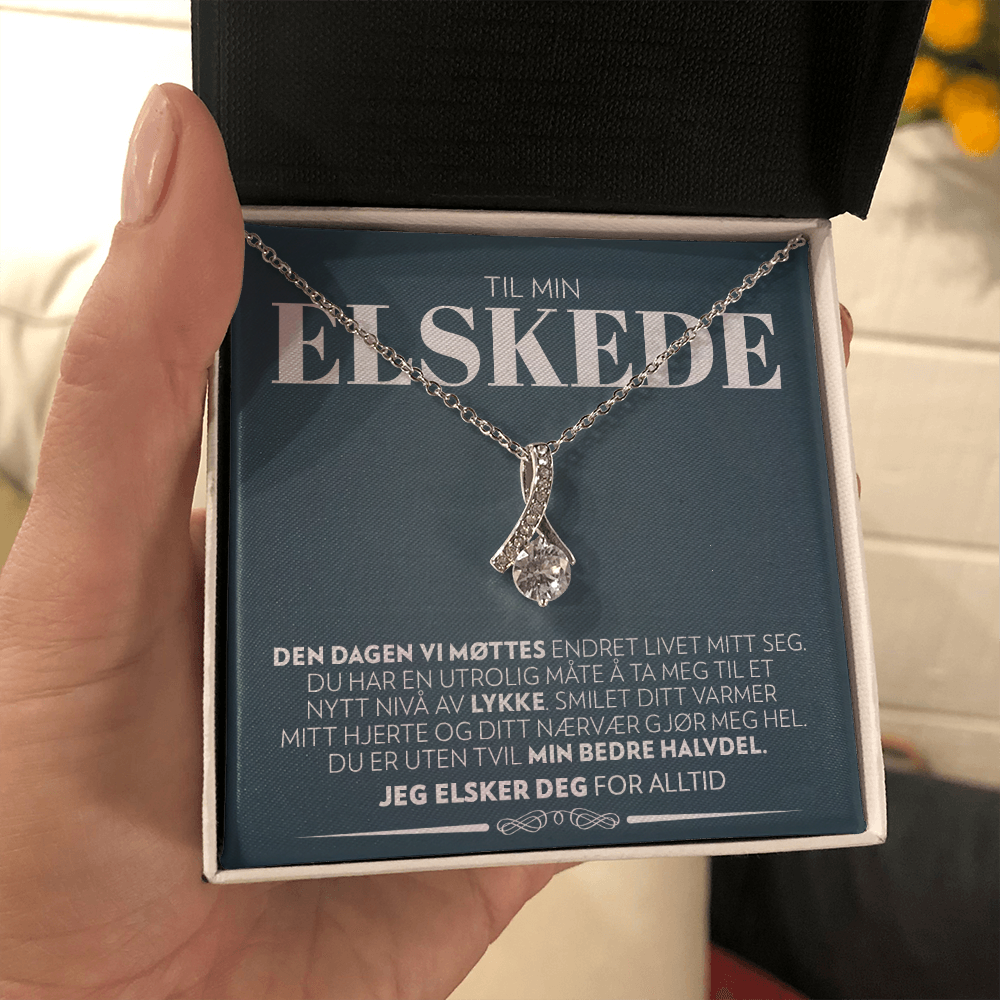 TIL MIN
ELSKEDE
DEN DAGEN VI MØTTES ENDRET LIVET MITT SEG.
DU HAR EN UTROLIG MÅTE Å TA MEG TIL ET
NYTT NIVÅ AV LYKKE. SMILET DITT VARMER
MITT HJERTE OG DITT NÆRVÆR GJØR MEG HEL.
DU ER UTEN TVIL MIN BEDRE HALVDEL.
JEG ELSKER DEG FOR ALLTID